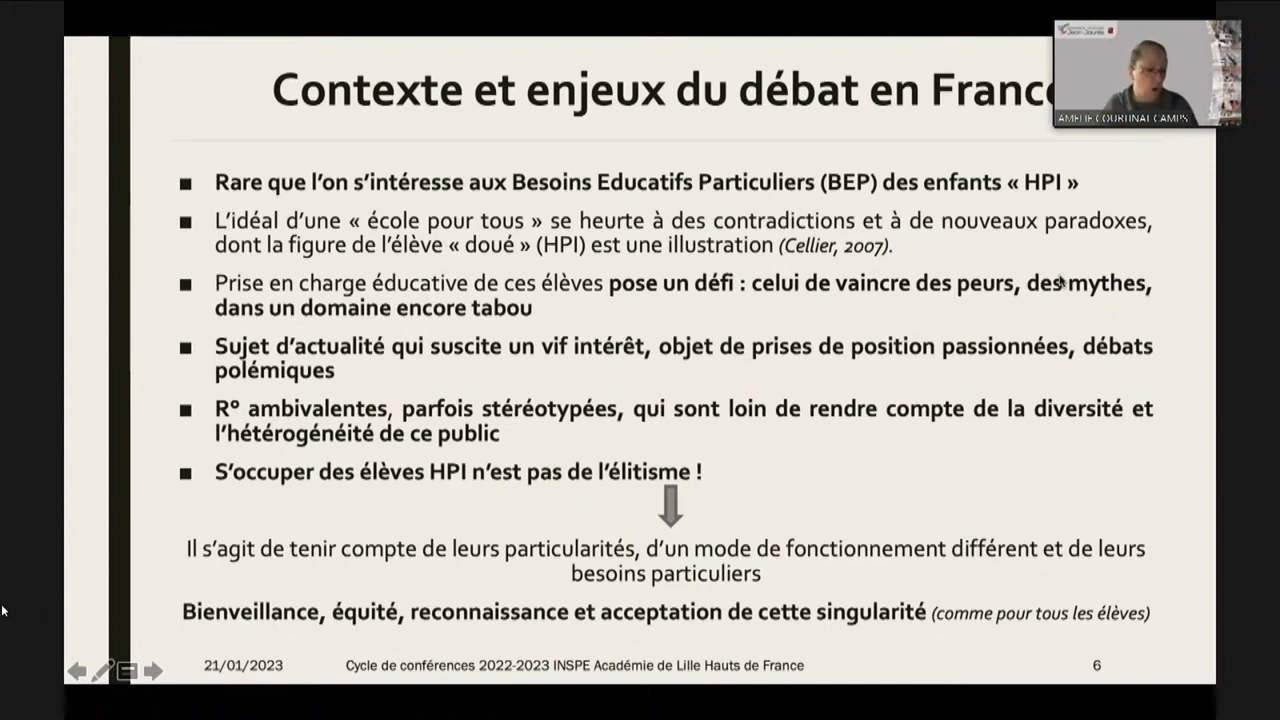 Contexte et enjeux du débat en Franc
Jean-Jaurès
AMELIE COURTINAT CAMPS
■ Rare que l'on s'intéresse aux Besoins Educatifs Particuliers (BEP) des enfants « HPI »
■ L'idéal d'une « école pour tous » se heurte à des contradictions et à de nouveaux paradoxes,
dont la figure de l'élève « doué » (HPI) est une illustration (Cellier, 2007).
■ Prise en charge éducative de ces élèves pose un défi : celui de vaincre des peurs, des mythes,
dans un domaine encore tabou
■ Sujet d'actualité qui suscite un vif intérêt, objet de prises de position passionnées, débats
polémiques
■ R° ambivalentes, parfois stéréotypées, qui sont loin de rendre compte de la diversité et
l'hétérogénéité de ce public
■ S'occuper des élèves HPI n'est pas de l'élitisme !
Il s'agit de tenir compte de leurs particularités, d'un mode de fonctionnement différent et de leurs
besoins particuliers
Bienveillance, équité, reconnaissance et acceptation de cette singularité (comme pour tous les élèves)
21/01/2023 Cycle de conférences 2022-2023 INSPE Académie de Lille Hauts de France 6